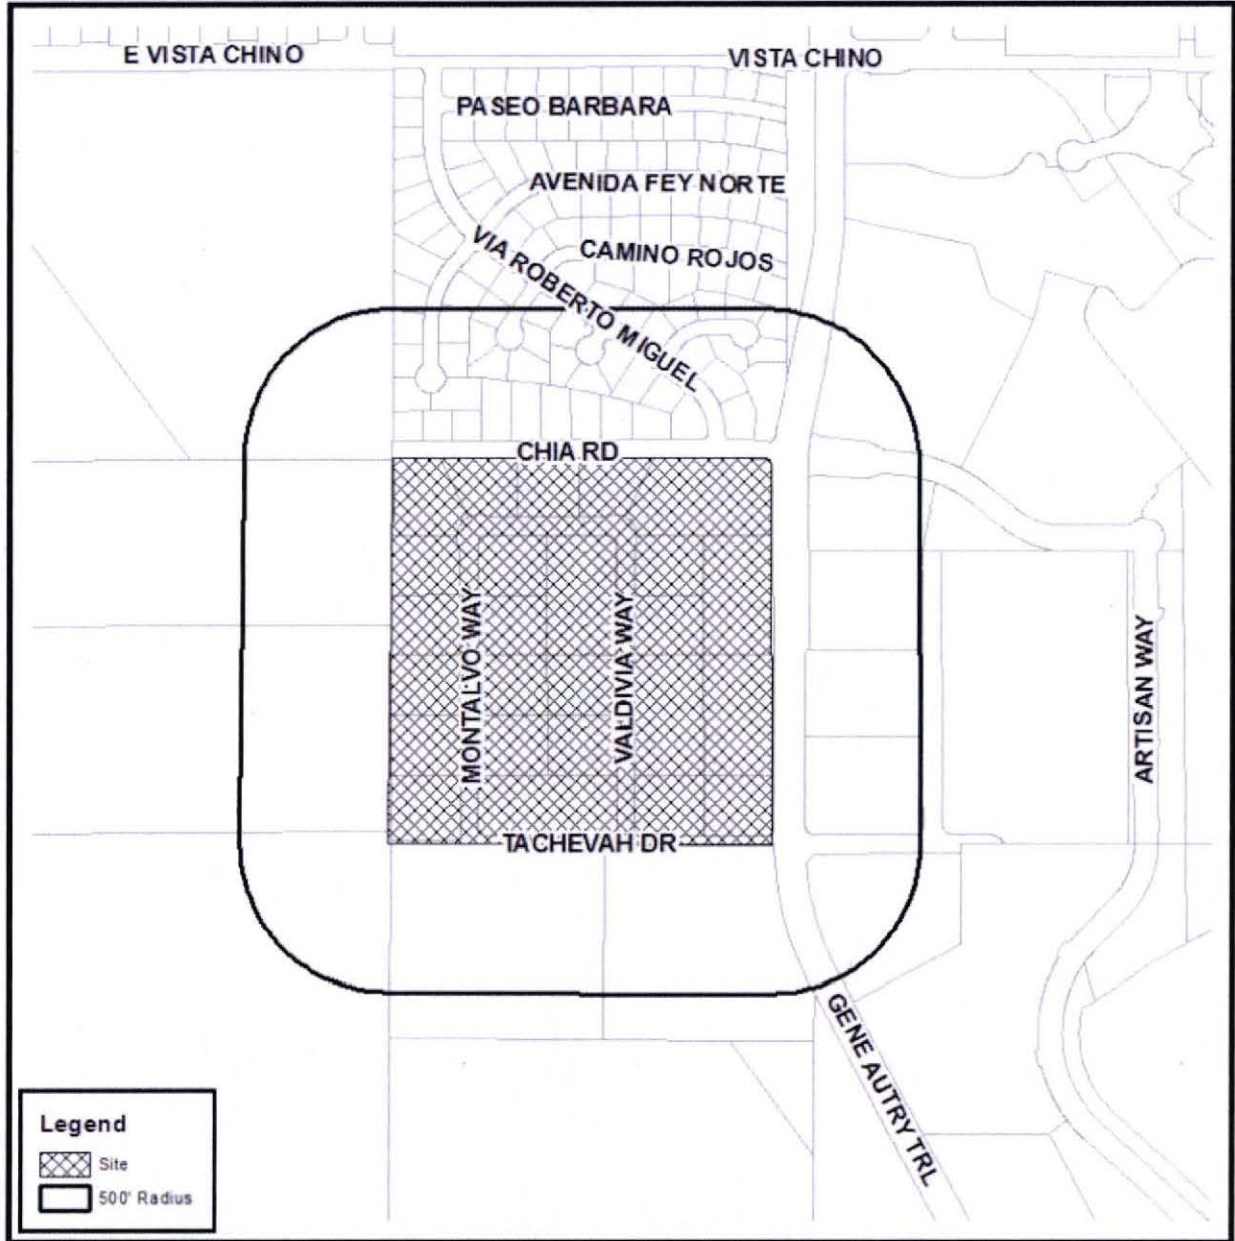 E VISTA CHINO
VISTA CHINO
PASEO BARBARA
AVENIDA FEY NORTE
CAMINO ROJOS
VIA ROBERTO MIGUEL
CHIA RD
MONTALVO WAY
VALDIVIA WAY
ARTISAN WAY
TACHEVAH DR
GENE AUTRY TRL
Legend
Site
500' Radius